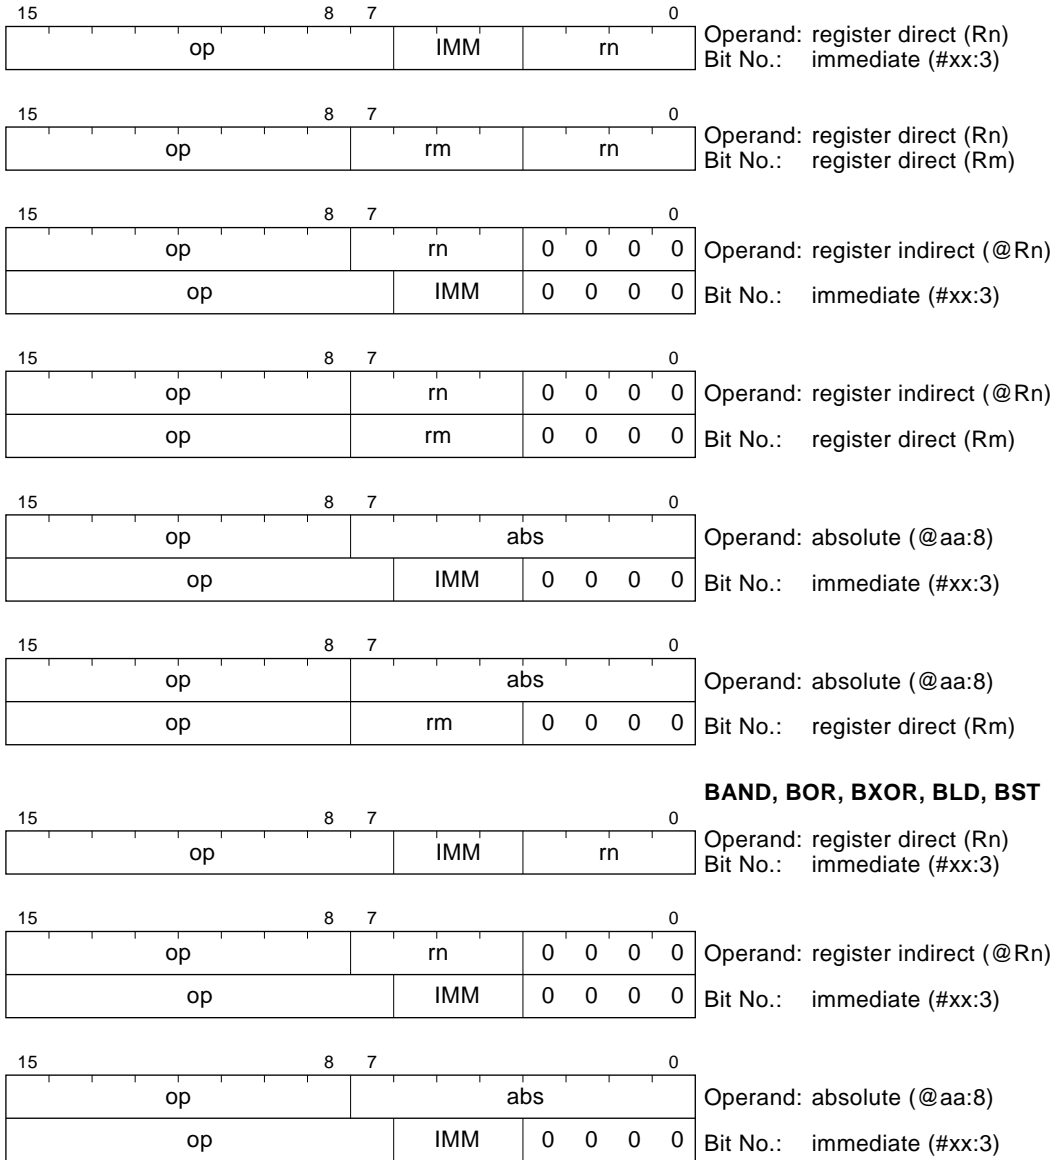 15 8 7 0
op IMM rn
Operand: register direct (Rn)
Bit No.: immediate (#xx:3)
15 8 7 0
op rm rn
Operand: register direct (Rn)
Bit No.: register direct (Rm)
15 8 7 0
op rn 0 0 0 0 Operand: register indirect (@Rn)
op IMM 0 0 0 0 Bit No.: immediate (#xx:3)
15 8 7 0
op rn 0 0 0 0 Operand: register indirect (@Rn)
op rm 0 0 0 0 Bit No.: register direct (Rm)
15 8 7 0
op abs Operand: absolute (@aa:8)
op IMM 0 0 0 0 Bit No.: immediate (#xx:3)
15 8 7 0
op abs Operand: absolute (@aa:8)
op rm 0 0 0 0 Bit No.: register direct (Rm)
BAND, BOR, BXOR, BLD, BST
15 8 7 0
op IMM rn
Operand: register direct (Rn)
Bit No.: immediate (#xx:3)
15 8 7 0
op rn 0 0 0 0 Operand: register indirect (@Rn)
op IMM 0 0 0 0 Bit No.: immediate (#xx:3)
15 8 7 0
op abs Operand: absolute (@aa:8)
op IMM 0 0 0 0 Bit No.: immediate (#xx:3)